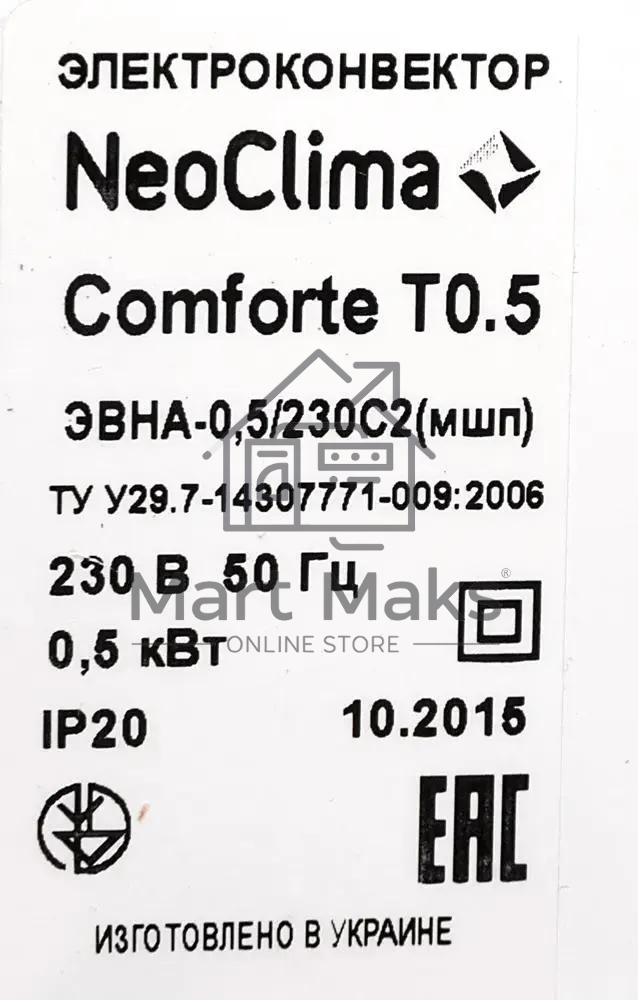 ЭЛЕКТРОКОНВЕКТОР
NeoClima
Comforte T0.5
ЭВНА-0,5/230С2(мшп)
ТУ У29.7-14307771-009:2006
230 В 50 Гц
Mart Maks®
0,5 кВт
ONLINE STORE
IP20
10.2015
EAC
ИЗГОТОВЛЕНО В УКРАИНЕ